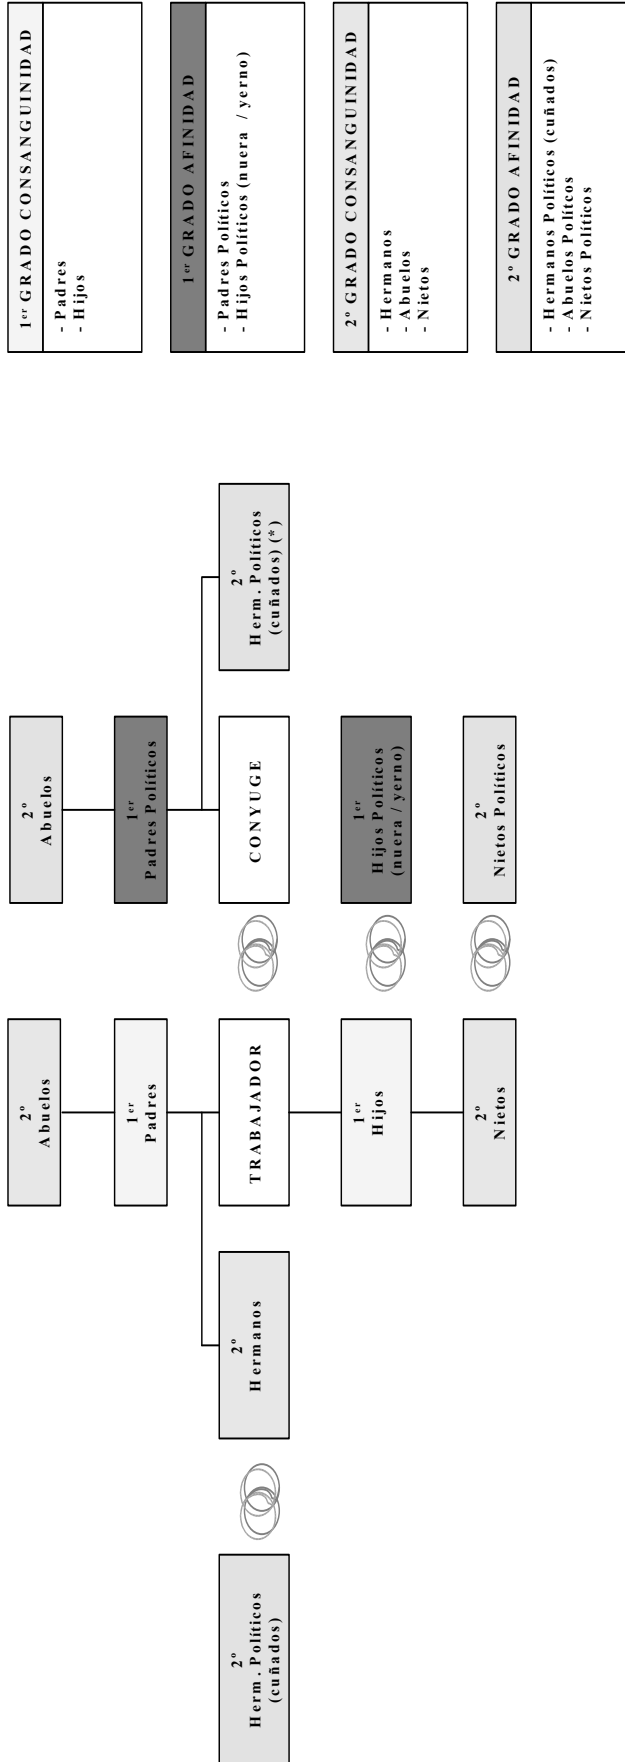 2º
Abuelos
2º
Abuelos
1er
Padres
1er
Padres Políticos
2º
Herm. Políticos
(cuñados)
2º
Hermanos
TRABAJADOR
CONYUGE
2º
Herm. Políticos
(cuñados) (*)
1er
Hijos
1er
Hijos Políticos
(nuera / yerno)
2º
Nietos
2º
Nietos Políticos
1er GRADO CONSANGUINIDAD
- Padres
- Hijos
1er GRADO AFINIDAD
- Padres Políticos
- Hijos Políticos (nuera / yerno)
2º GRADO CONSANGUINIDAD
- Hermanos
- Abuelos
- Nietos
2º GRADO AFINIDAD
- Hermanos Políticos (cuñados)
- Abuelos Polítcos
- Nietos Políticos